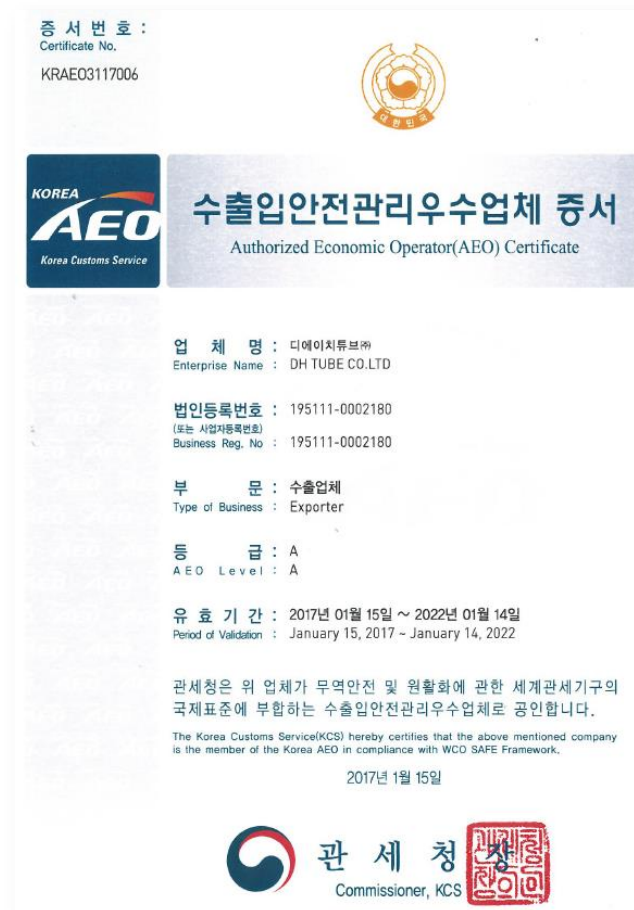 증 서 번 호 :
Certificate No.
KRAEO3117006
대한민국
KOREA
AEO
Korea Customs Service
수출입안전관리우수업체 증서
Authorized Economic Operator(AEO) Certificate
업 체 명 : 디에이치튜브㈜
Enterprise Name : DH TUBE CO.LTD
법인등록번호 : 195111-0002180
(또는 사업자등록번호)
Business Reg. No : 195111-0002180
부 문 : 수출업체
Type of Business : Exporter
등 급 : A
AEO Level : A
유 효 기 간 : 2017년 01월 15일 ~ 2022년 01월 14일
Period of Validation : January 15, 2017 ~ January 14, 2022
관세청은 위 업체가 무역안전 및 원활화에 관한 세계관세기구의
국제표준에 부합하는 수출입안전관리우수업체로 공인합니다.
The Korea Customs Service(KCS) hereby certifies that the above mentioned company
is the member of the Korea AEO in compliance with WCO SAFE Framework.
2017년 1월 15일
관 세 청 장
Commissioner, KCS